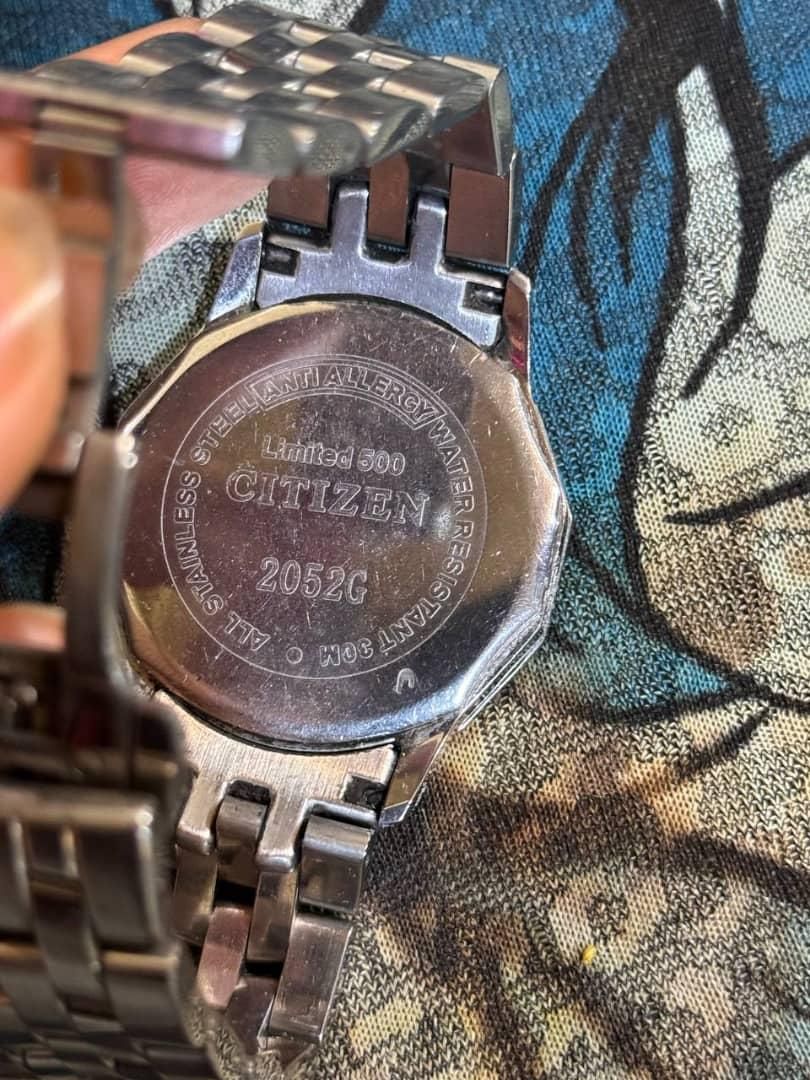 ALL STAINLESS STEEL/ANTI ALLERGY/WATER RESISTANT 30M •
Limited 500
CITIZEN
2052G